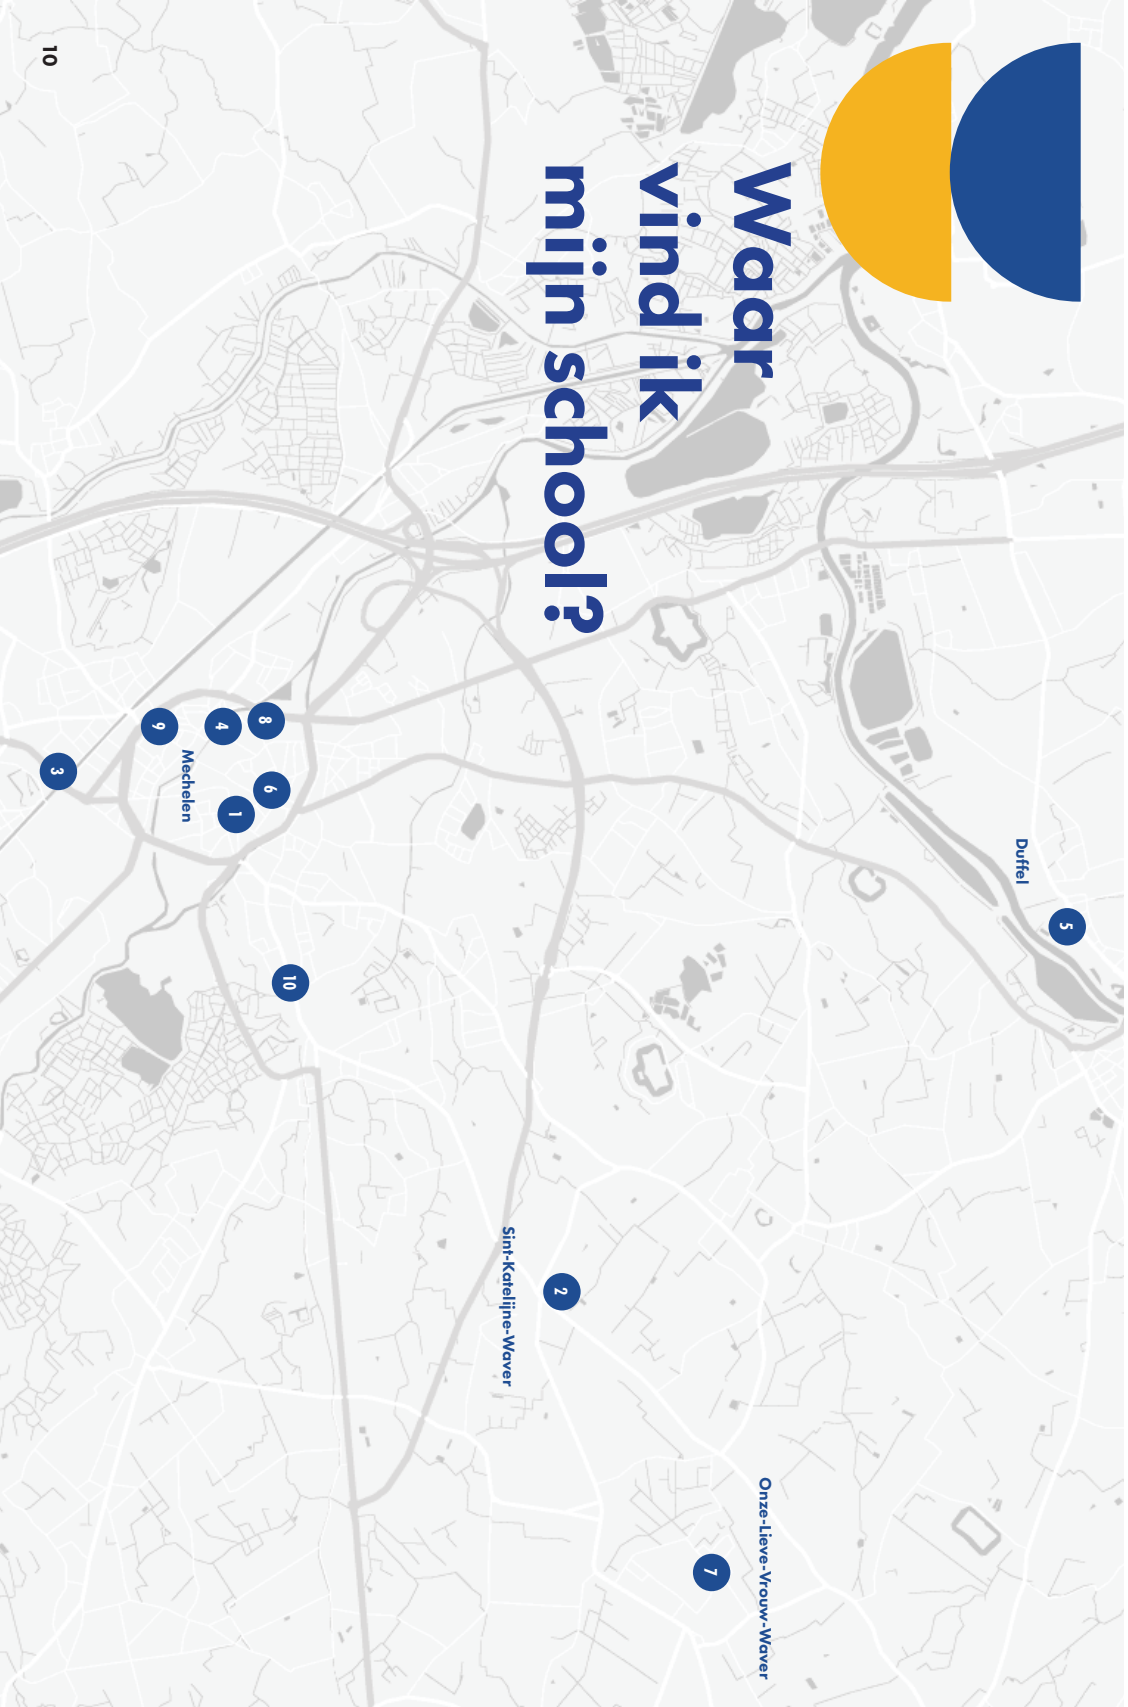 Waar
vind ik
mijn school?
Duffel
5
Onze-Lieve-Vrouw-Waver
7
2
Sint-Katelijne-Waver
8
4
9
6
1
Mechelen
3
10
10